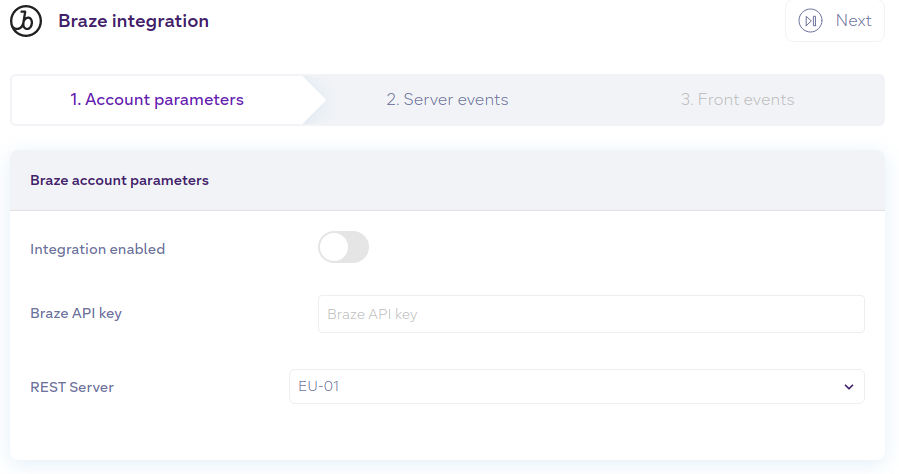 b Braze integration
Next
1. Account parameters
2. Server events
3. Front events
Braze account parameters
Integration enabled
Braze API key
Braze API key
REST Server
EU-01